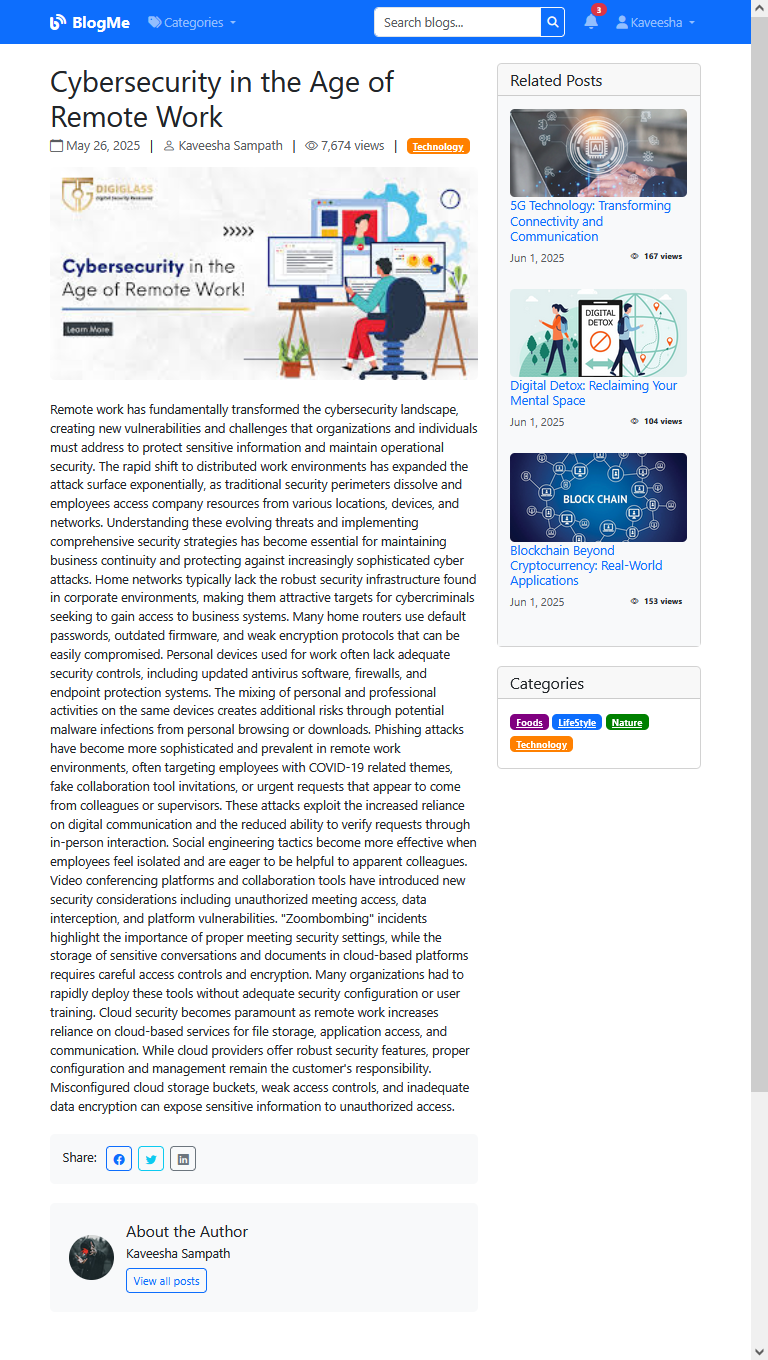 BlogMe Categories Search blogs... 3 Kaveesha
Cybersecurity in the Age of
Remote Work
May 26, 2025 | Kaveesha Sampath | 7,674 views | Technology
DIGIGLASS
Cybersecurity in the
Age of Remote Work!
Learn More
Remote work has fundamentally transformed the cybersecurity landscape,
creating new vulnerabilities and challenges that organizations and individuals
must address to protect sensitive information and maintain operational
security. The rapid shift to distributed work environments has expanded the
attack surface exponentially, as traditional security perimeters dissolve and
employees access company resources from various locations, devices, and
networks. Understanding these evolving threats and implementing
comprehensive security strategies has become essential for maintaining
business continuity and protecting against increasingly sophisticated cyber
attacks. Home networks typically lack the robust security infrastructure found
in corporate environments, making them attractive targets for cybercriminals
seeking to gain access to business systems. Many home routers use default
passwords, outdated firmware, and weak encryption protocols that can be
easily compromised. Personal devices used for work often lack adequate
security controls, including updated antivirus software, firewalls, and
endpoint protection systems. The mixing of personal and professional
activities on the same devices creates additional risks through potential
malware infections from personal browsing or downloads. Phishing attacks
have become more sophisticated and prevalent in remote work
environments, often targeting employees with COVID-19 related themes,
fake collaboration tool invitations, or urgent requests that appear to come
from colleagues or supervisors. These attacks exploit the increased reliance
on digital communication and the reduced ability to verify requests through
in-person interaction. Social engineering tactics become more effective when
employees feel isolated and are eager to be helpful to apparent colleagues.
Video conferencing platforms and collaboration tools have introduced new
security considerations including unauthorized meeting access, data
interception, and platform vulnerabilities. "Zoombombing" incidents
highlight the importance of proper meeting security settings, while the
storage of sensitive conversations and documents in cloud-based platforms
requires careful access controls and encryption. Many organizations had to
rapidly deploy these tools without adequate security configuration or user
training. Cloud security becomes paramount as remote work increases
reliance on cloud-based services for file storage, application access, and
communication. While cloud providers offer robust security features, proper
configuration and management remain the customer's responsibility.
Misconfigured cloud storage buckets, weak access controls, and inadequate
data encryption can expose sensitive information to unauthorized access.
Share:
About the Author
Kaveesha Sampath
View all posts
Related Posts
AI
5G Technology: Transforming
Connectivity and
Communication
Jun 1, 2025 167 views
DIGITAL
DETOX
Digital Detox: Reclaiming Your
Mental Space
Jun 1, 2025 104 views
BLOCK CHAIN
Blockchain Beyond
Cryptocurrency: Real-World
Applications
Jun 1, 2025 153 views
Categories
Foods LifeStyle Nature
Technology